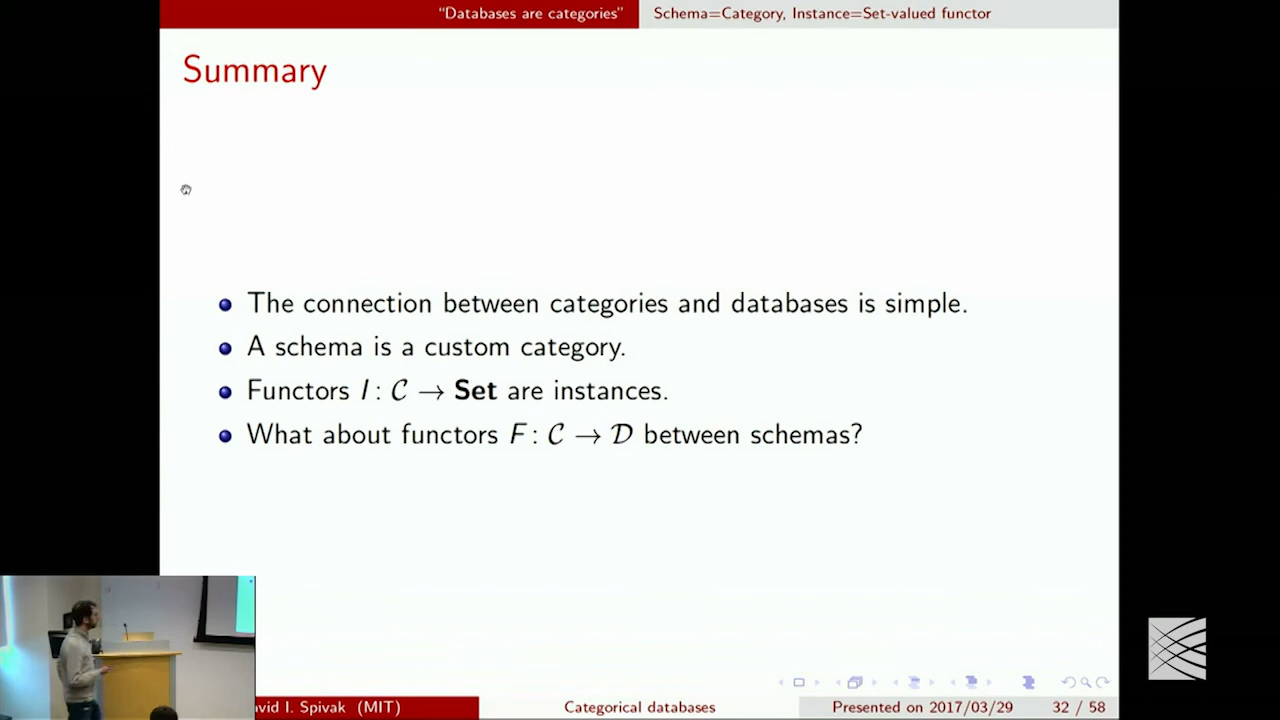 “Databases are categories” Schema=Category, Instance=Set-valued functor
Summary
The connection between categories and databases is simple.
A schema is a custom category.
Functors I : C → Set are instances.
What about functors F : C → D between schemas?
avid I. Spivak (MIT) Categorical databases Presented on 2017/03/29 32 / 58